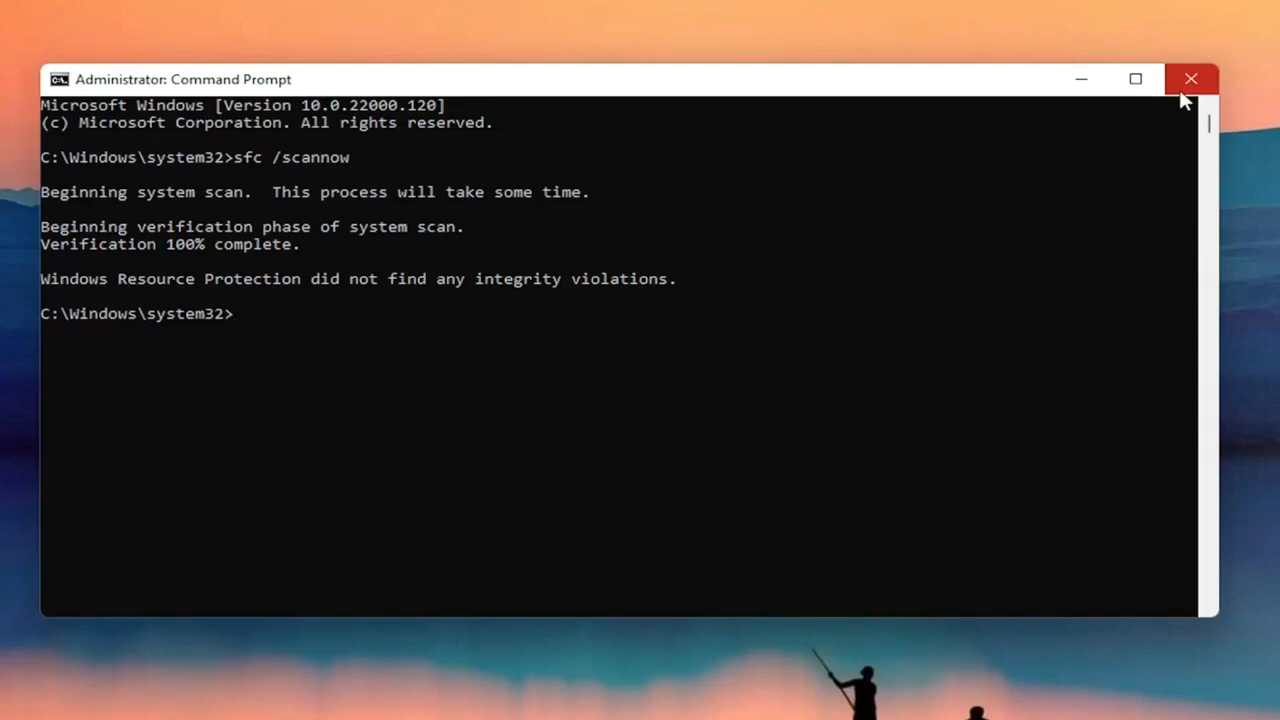 Administrator: Command Prompt
Microsoft Windows [Version 10.0.22000.120]
(c) Microsoft Corporation. All rights reserved.
C:\Windows\system32>sfc /scannow
Beginning system scan.  This process will take some time.
Beginning verification phase of system scan.
Verification 100% complete.
Windows Resource Protection did not find any integrity violations.
C:\Windows\system32>